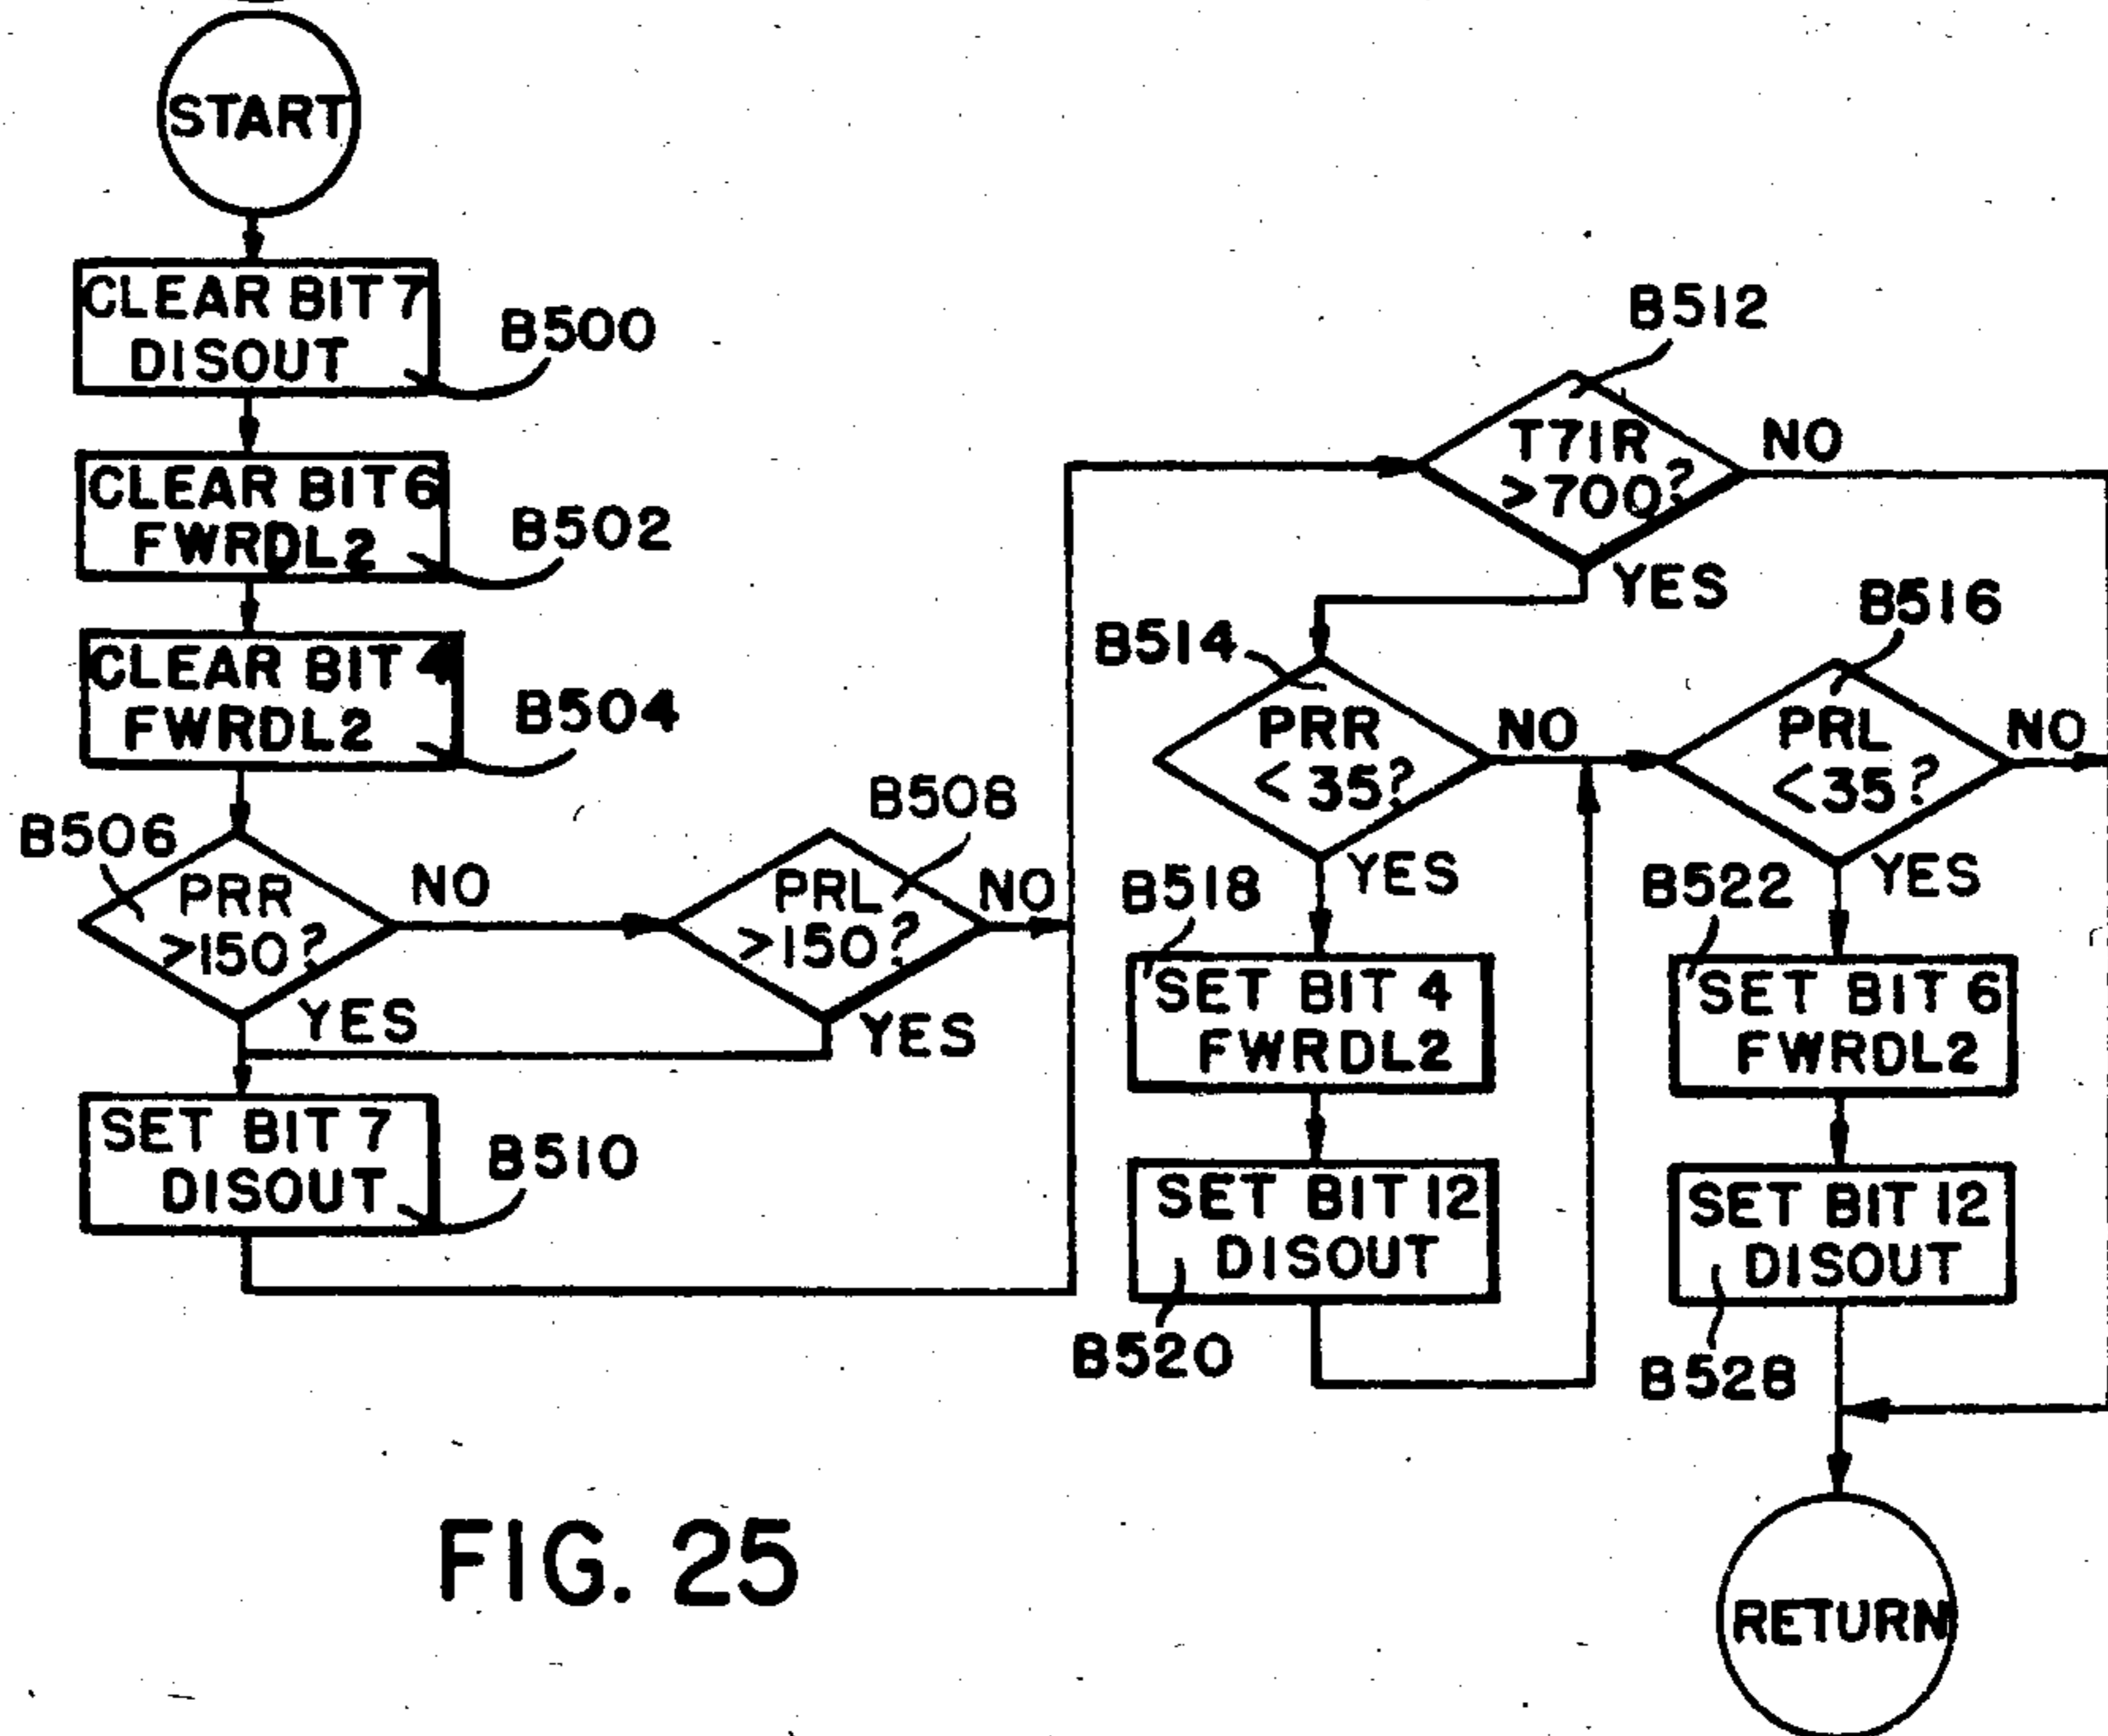 START
CLEAR BIT 7
DISOUT
B500
CLEAR BIT 6
FWRDL2
B502
CLEAR BIT 4
FWRDL2
B504
B506
PRR
>150?
NO
YES
B508
PRL
>150?
NO
YES
SET BIT 7
DISOUT
B510
B512
T71R
>700?
NO
YES
B514
PRR
< 35?
NO
YES
B516
PRL
<35?
NO
YES
B518
SET BIT 4
FWRDL2
SET BIT 12
DISOUT
B520
B522
SET BIT 6
FWRDL2
SET BIT 12
DISOUT
B528
RETURN
FIG. 25